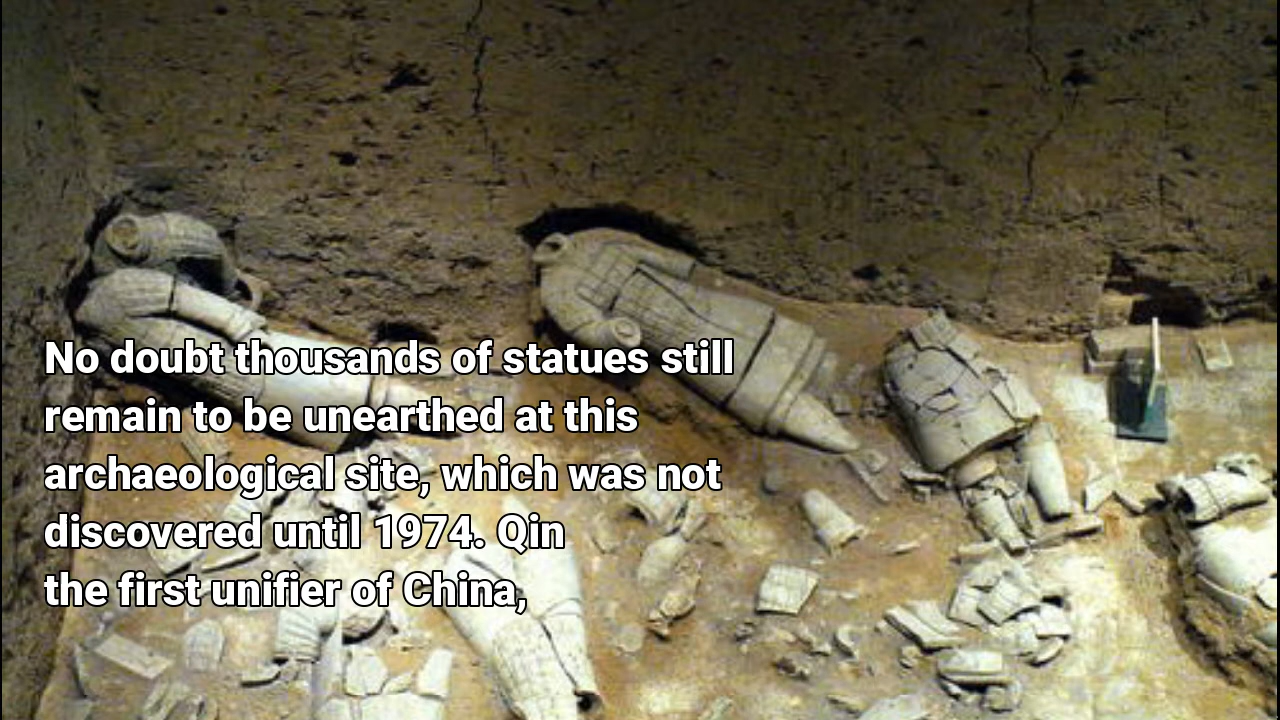 No doubt thousands of statues still
remain to be unearthed at this
archaeological site, which was not
discovered until 1974. Qin
the first unifier of China,